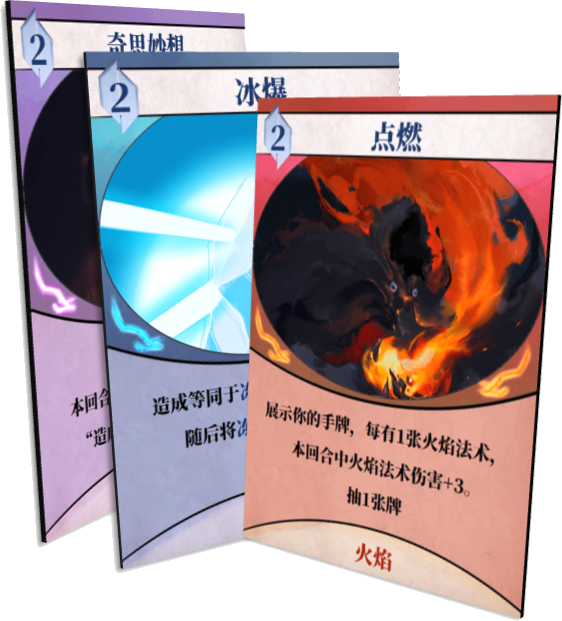 2
奇思妙想
本回合
“造
2
冰爆
造成等同于
随后将冻
2
点燃
展示你的手牌，每有1张火焰法术，
本回合中火焰法术伤害+3。
抽1张牌
火焰